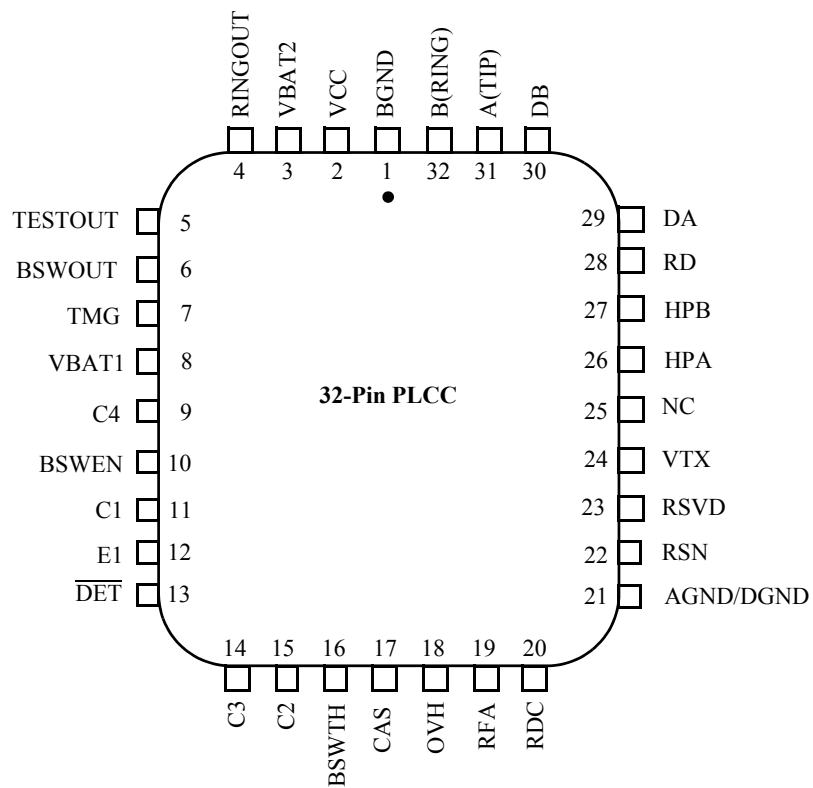 RINGOUT
VBAT2
VCC
BGND
B(RING)
A(TIP)
DB
4
3
2
1
32
31
30
TESTOUT 5
BSWOUT 6
TMG 7
VBAT1 8
C4 9
BSWEN 10
C1 11
E1 12
DET 13
32-Pin PLCC
29 DA
28 RD
27 HPB
26 HPA
25 NC
24 VTX
23 RSVD
22 RSN
21 AGND/DGND
14
15
16
17
18
19
20
C3
C2
BSWTH
CAS
OVH
RFA
RDC